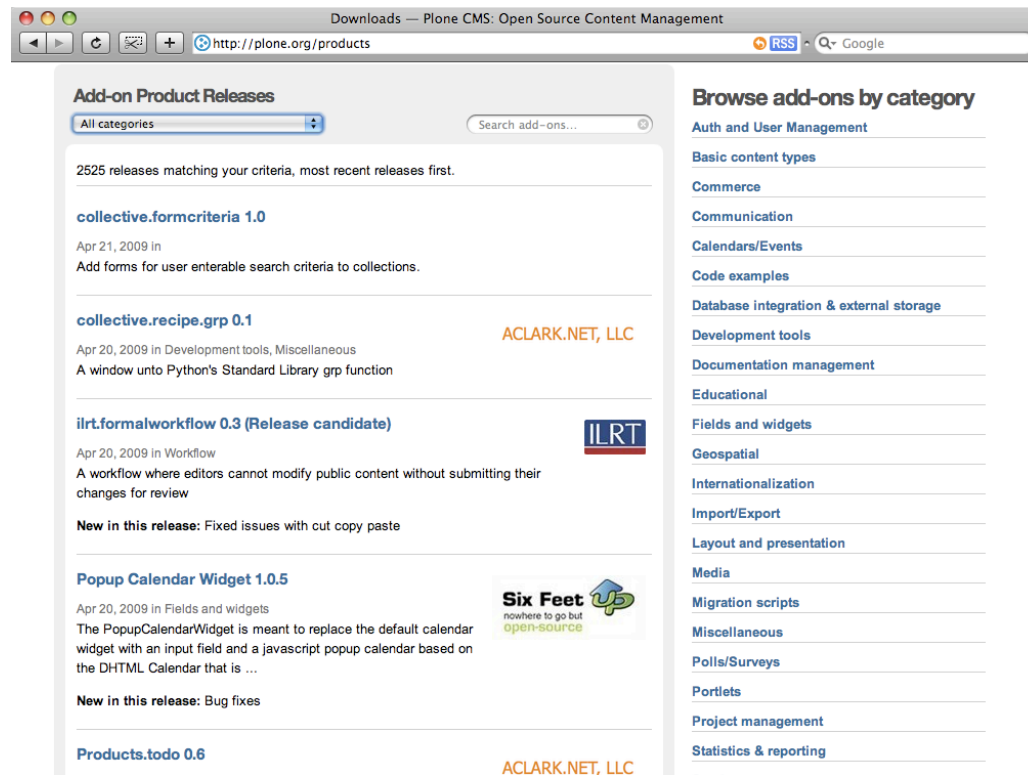 Downloads — Plone CMS: Open Source Content Management
http://plone.org/products
RSS
Google
Add-on Product Releases
All categories
Search add-ons...
2525 releases matching your criteria, most recent releases first.
collective.formcriteria 1.0
Apr 21, 2009 in
Add forms for user enterable search criteria to collections.
collective.recipe.grp 0.1
ACLARK.NET, LLC
Apr 20, 2009 in Development tools, Miscellaneous
A window unto Python's Standard Library grp function
ilrt.formalworkflow 0.3 (Release candidate)
ILRT
Apr 20, 2009 in Workflow
A workflow where editors cannot modify public content without submitting their
changes for review
New in this release: Fixed issues with cut copy paste
Popup Calendar Widget 1.0.5
Six Feet Up
nowhere to go but
open-source
Apr 20, 2009 in Fields and widgets
The PopupCalendarWidget is meant to replace the default calendar
widget with an input field and a javascript popup calendar based on
the DHTML Calendar that is ...
New in this release: Bug fixes
Products.todo 0.6
ACLARK.NET, LLC
Browse add-ons by category
Auth and User Management
Basic content types
Commerce
Communication
Calendars/Events
Code examples
Database integration & external storage
Development tools
Documentation management
Educational
Fields and widgets
Geospatial
Internationalization
Import/Export
Layout and presentation
Media
Migration scripts
Miscellaneous
Polls/Surveys
Portlets
Project management
Statistics & reporting